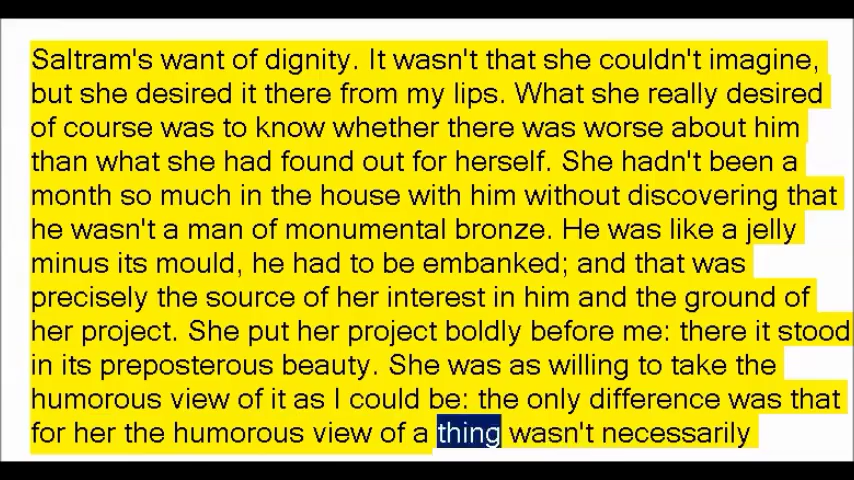 Saltram's want of dignity. It wasn't that she couldn't imagine,
but she desired it there from my lips. What she really desired
of course was to know whether there was worse about him
than what she had found out for herself. She hadn't been a
month so much in the house with him without discovering that
he wasn't a man of monumental bronze. He was like a jelly
minus its mould, he had to be embanked; and that was
precisely the source of her interest in him and the ground of
her project. She put her project boldly before me: there it stood
in its preposterous beauty. She was as willing to take the
humorous view of it as I could be: the only difference was that
for her the humorous view of a thing wasn't necessarily